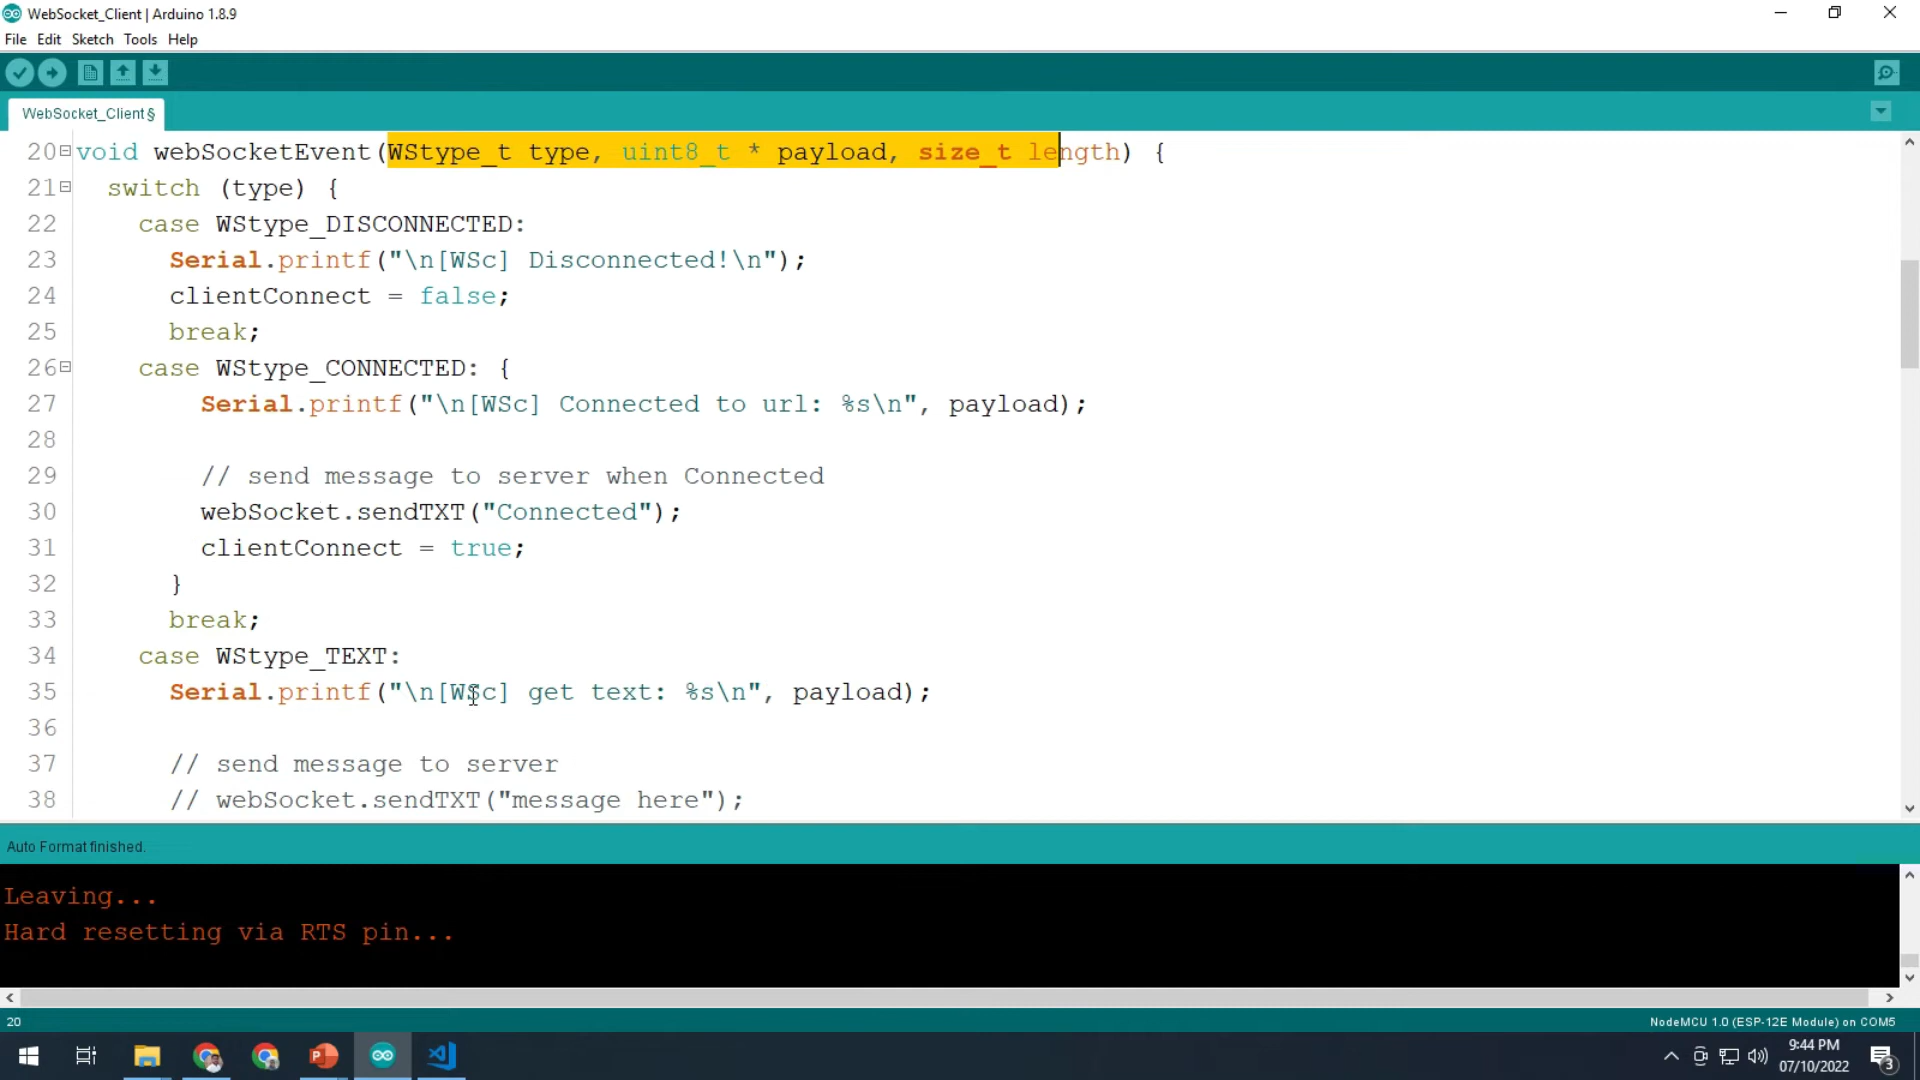 WebSocket_Client | Arduino 1.8.9
File Edit Sketch Tools Help
WebSocket_Client §
20 void webSocketEvent(WStype_t type, uint8_t * payload, size_t length) {
21 switch (type) {
22 case WStype_DISCONNECTED:
23 Serial.printf("\n[WSc] Disconnected!\n");
24 clientConnect = false;
25 break;
26 case WStype_CONNECTED: {
27 Serial.printf("\n[WSc] Connected to url: %s\n", payload);
28
29 // send message to server when Connected
30 webSocket.sendTXT("Connected");
31 clientConnect = true;
32 }
33 break;
34 case WStype_TEXT:
35 Serial.printf("\n[WSc] get text: %s\n", payload);
36
37 // send message to server
38 // webSocket.sendTXT("message here");
Auto Format finished.
Leaving...
Hard resetting via RTS pin...
20 NodeMCU 1.0 (ESP-12E Module) on COM5
9:44 PM
07/10/2022
3